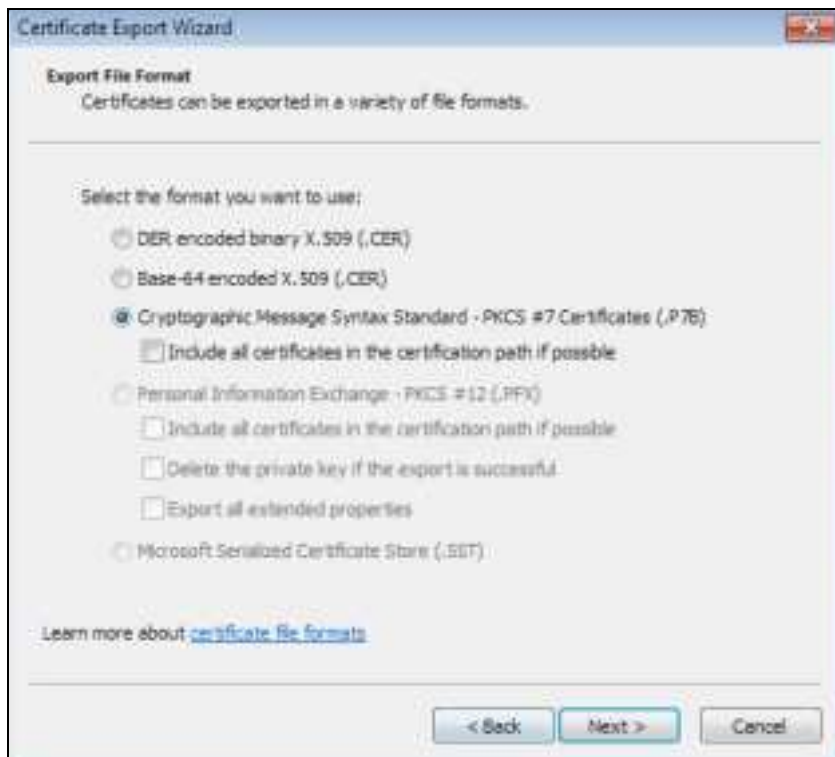 Certificate Export Wizard
Export File Format
Certificates can be exported in a variety of file formats.
Select the format you want to use:
DER encoded binary X.509 (.CER)
Base-64 encoded X.509 (.CER)
Cryptographic Message Syntax Standard - PKCS #7 Certificates (.P7B)
Include all certificates in the certification path if possible
Personal Information Exchange - PKCS #12 (.PFX)
Include all certificates in the certification path if possible
Delete the private key if the export is successful
Export all extended properties
Microsoft Serialized Certificate Store (.SST)
Learn more about certificate file formats
< Back Next > Cancel